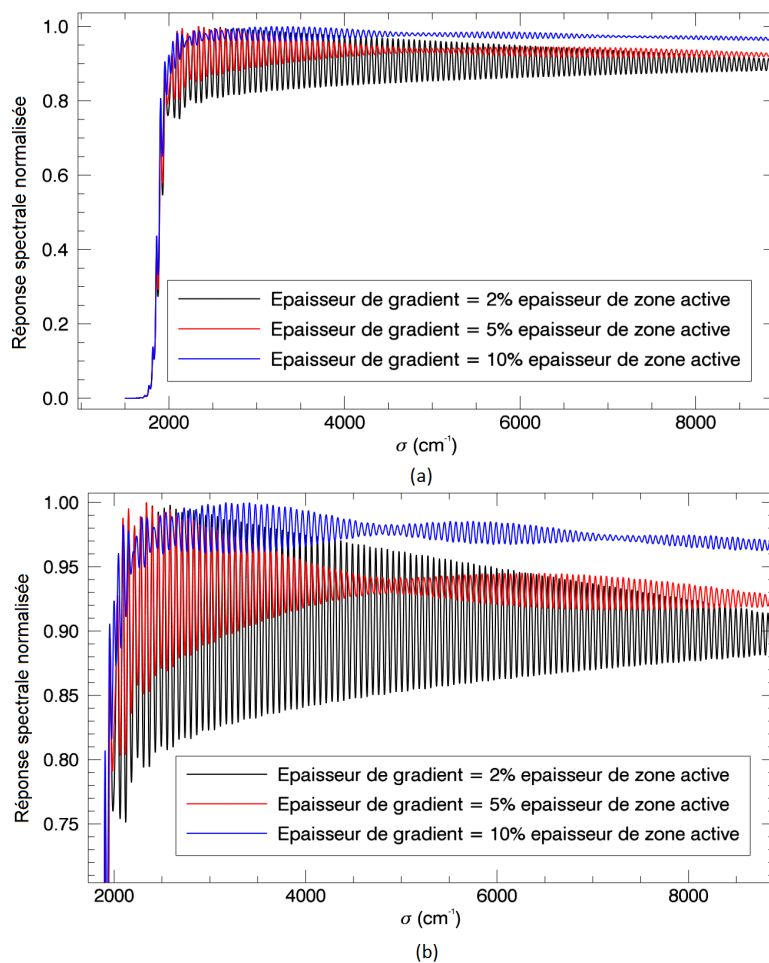 1.0
0.8
0.6
0.4
0.2
0.0
Réponse spectrale normalisée
Epaisseur de gradient = 2% epaisseur de zone active
Epaisseur de gradient = 5% epaisseur de zone active
Epaisseur de gradient = 10% epaisseur de zone active
2000 4000 6000 8000
σ (cm⁻¹)
(a)
1.00
0.95
0.90
0.85
0.80
0.75
Réponse spectrale normalisée
Epaisseur de gradient = 2% epaisseur de zone active
Epaisseur de gradient = 5% epaisseur de zone active
Epaisseur de gradient = 10% epaisseur de zone active
2000 4000 6000 8000
σ (cm⁻¹)
(b)